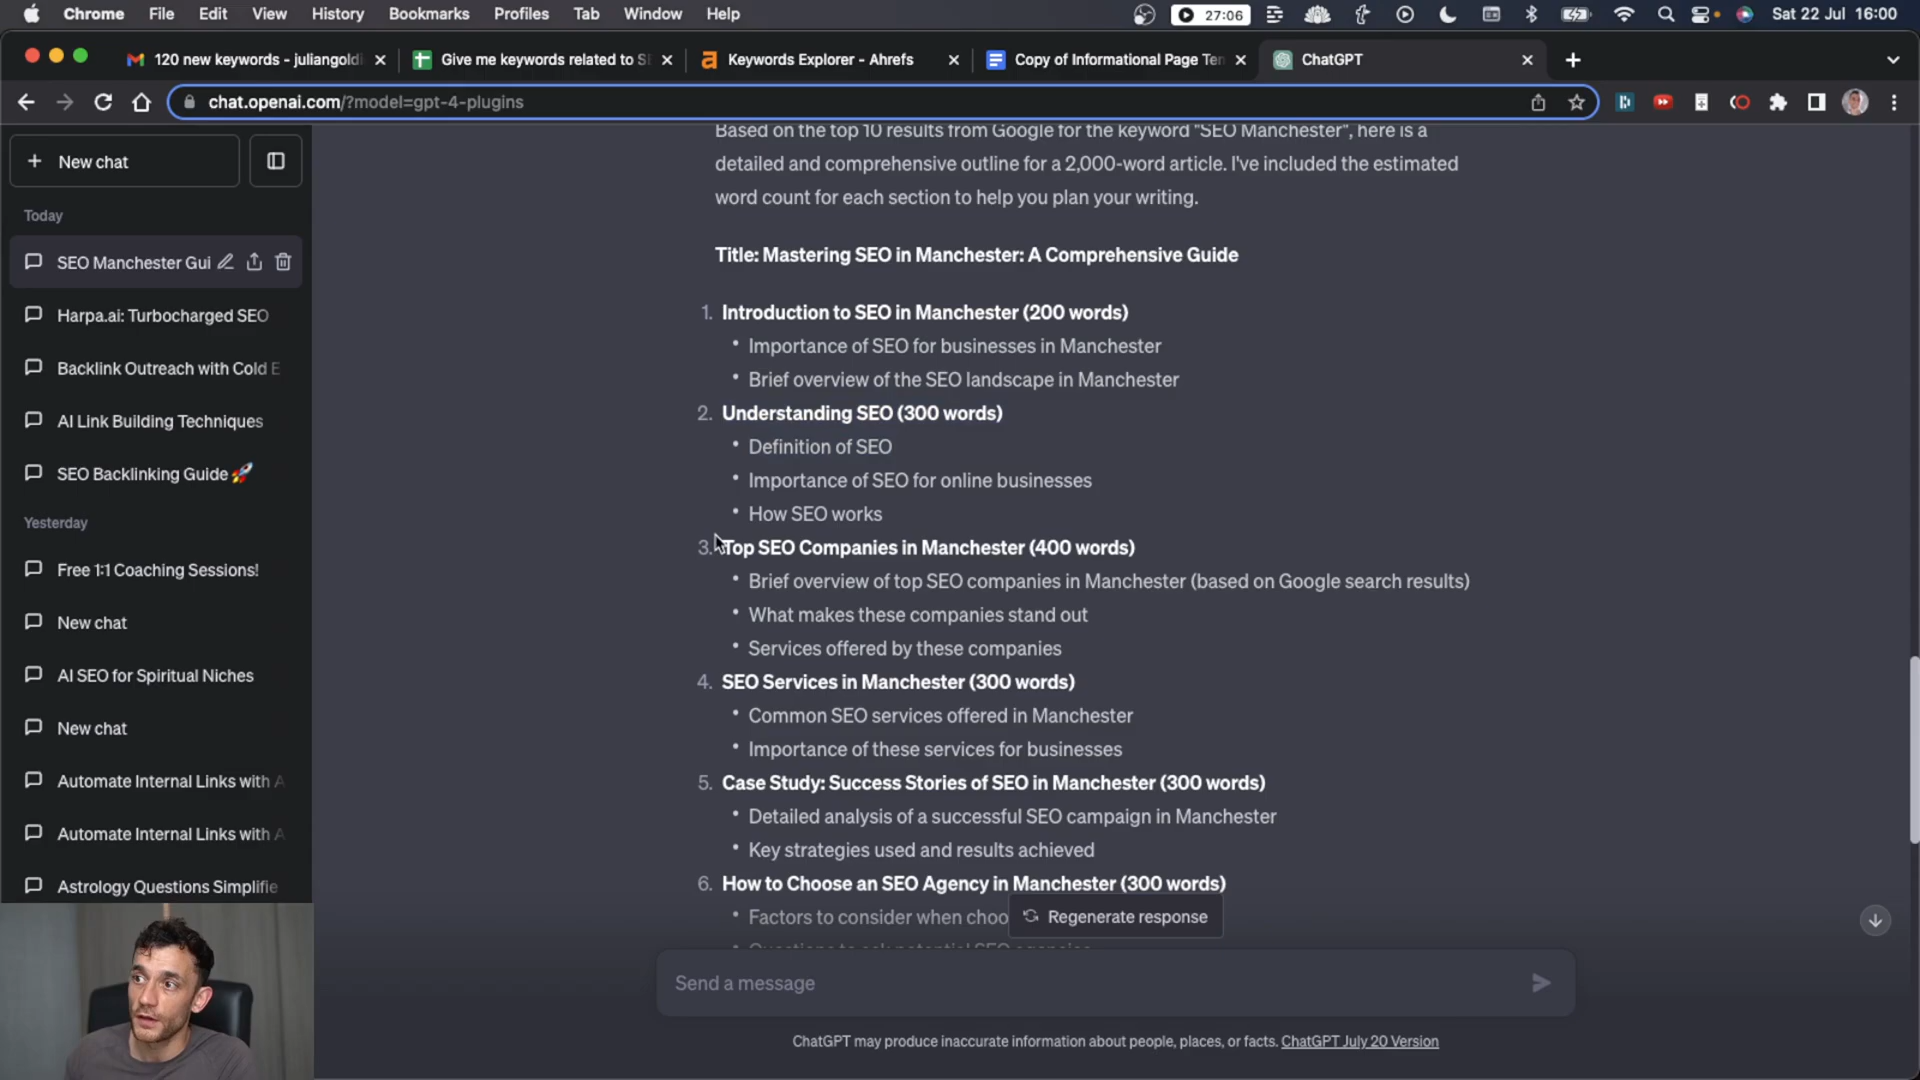 Chrome File Edit View History Bookmarks Profiles Tab Window Help 27:06 Sat 22 Jul 16:00
120 new keywords - juliangoldi Give me keywords related to SE Keywords Explorer - Ahrefs Copy of Informational Page Ten ChatGPT
chat.openai.com/?model=gpt-4-plugins
New chat
Today
SEO Manchester Gui
Harpa.ai: Turbocharged SEO
Backlink Outreach with Cold E
AI Link Building Techniques
SEO Backlinking Guide 🚀
Yesterday
Free 1:1 Coaching Sessions!
New chat
AI SEO for Spiritual Niches
New chat
Automate Internal Links with A
Automate Internal Links with A
Astrology Questions Simplifie
Based on the top 10 results from Google for the keyword "SEO Manchester", here is a
detailed and comprehensive outline for a 2,000-word article. I've included the estimated
word count for each section to help you plan your writing.
Title: Mastering SEO in Manchester: A Comprehensive Guide
1. Introduction to SEO in Manchester (200 words)
• Importance of SEO for businesses in Manchester
• Brief overview of the SEO landscape in Manchester
2. Understanding SEO (300 words)
• Definition of SEO
• Importance of SEO for online businesses
• How SEO works
3. Top SEO Companies in Manchester (400 words)
• Brief overview of top SEO companies in Manchester (based on Google search results)
• What makes these companies stand out
• Services offered by these companies
4. SEO Services in Manchester (300 words)
• Common SEO services offered in Manchester
• Importance of these services for businesses
5. Case Study: Success Stories of SEO in Manchester (300 words)
• Detailed analysis of a successful SEO campaign in Manchester
• Key strategies used and results achieved
6. How to Choose an SEO Agency in Manchester (300 words)
• Factors to consider when choo
Regenerate response
• Questions to ask potential SEO agencies
Send a message
ChatGPT may produce inaccurate information about people, places, or facts. ChatGPT July 20 Version